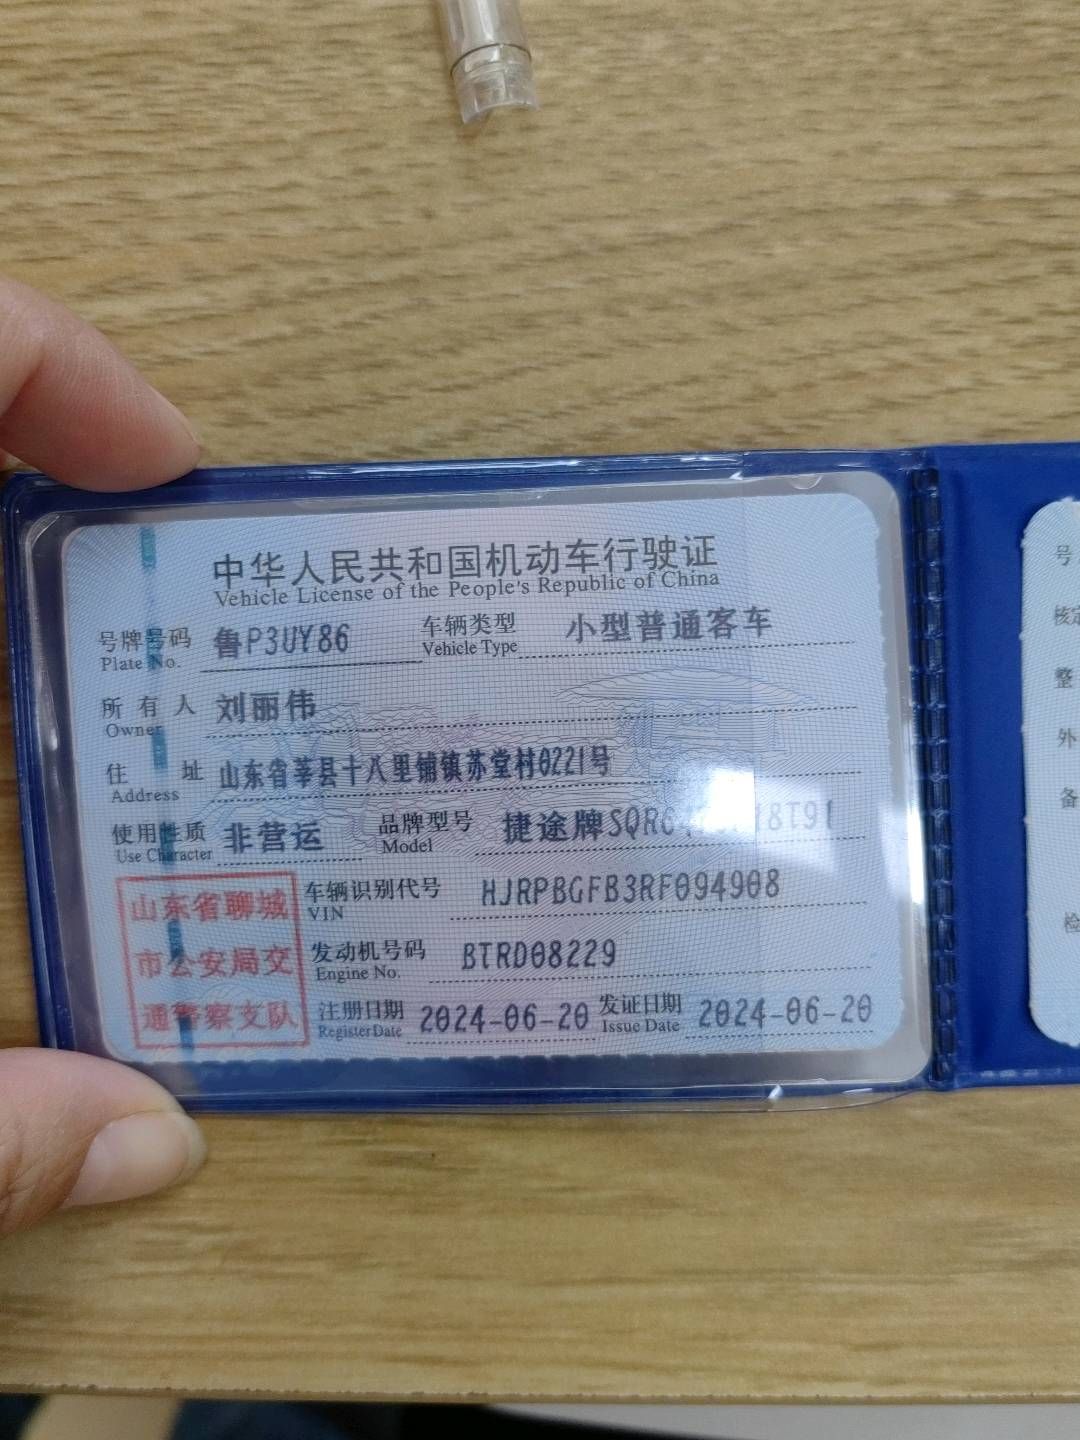 中华人民共和国机动车行驶证
Vehicle License of the People's Republic of China
号牌号码 鲁P3UY86 车辆类型 小型普通客车
Plate No. Vehicle Type
所有人 刘丽伟
Owner
住址 山东省莘县十八里铺镇苏堂村0221号
Address
使用性质 非营运 品牌型号 捷途牌
Use Character Model
山东省聊城
市公安局交
通警察支队
车辆识别代号 HJRPBGFB3RF094908
VIN
发动机号码 BTRD08229
Engine No.
注册日期 2024-06-20 发证日期 2024-06-20
Register Date Issue Date
号
核定
整
外
备
检